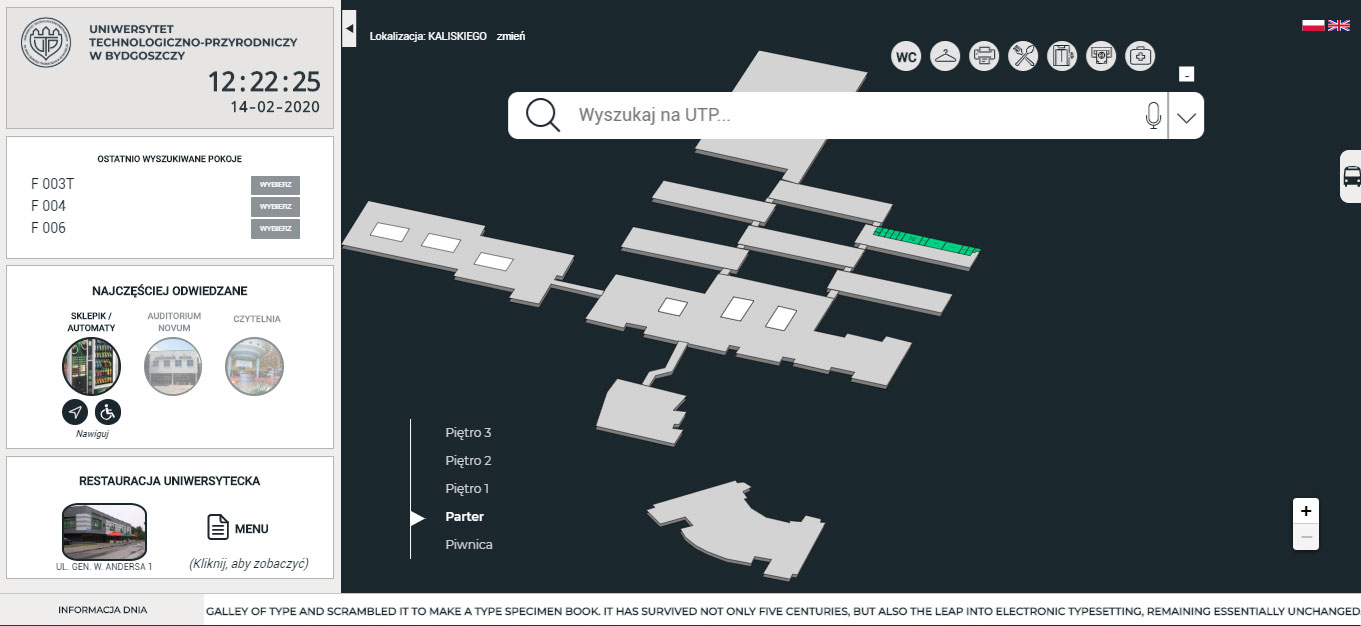 UNIWERSYTET
TECHNOLOGICZNO-PRZYRODNICZY
W BYDGOSZCZY
12:22:25
14-02-2020
OSTATNIO WYSZUKIWANE POKOJE
F 003T WYBIERZ
F 004 WYBIERZ
F 006 WYBIERZ
NAJCZĘŚCIEJ ODWIEDZANE
SKLEPIK /
AUTOMATY
AUDITORIUM
NOVUM
CZYTELNIA
Nawiguj
RESTAURACJA UNIWERSYTECKA
UL. GEN. W. ANDERSA 1
MENU
(Kliknij, aby zobaczyć)
Lokalizacja: KALISKIEGO zmień
WC
-
Wyszukaj na UTP...
Piętro 3
Piętro 2
Piętro 1
Parter
Piwnica
+
−
INFORMACJA DNIA
GALLEY OF TYPE AND SCRAMBLED IT TO MAKE A TYPE SPECIMEN BOOK. IT HAS SURVIVED NOT ONLY FIVE CENTURIES, BUT ALSO THE LEAP INTO ELECTRONIC TYPESETTING, REMAINING ESSENTIALLY UNCHANGED